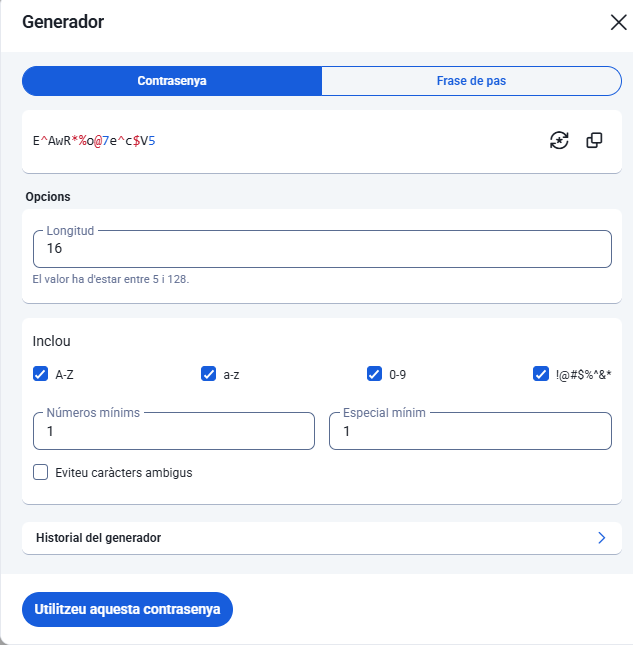 Generador
Contrasenya
Frase de pas
E^AwR*%o@7e^c$V5
Opcions
Longitud
16
El valor ha d'estar entre 5 i 128.
Inclou
A-Z
a-z
0-9
!@#$%^&*
Números mínims
1
Especial mínim
1
Eviteu caràcters ambigus
Historial del generador
Utilitzeu aquesta contrasenya